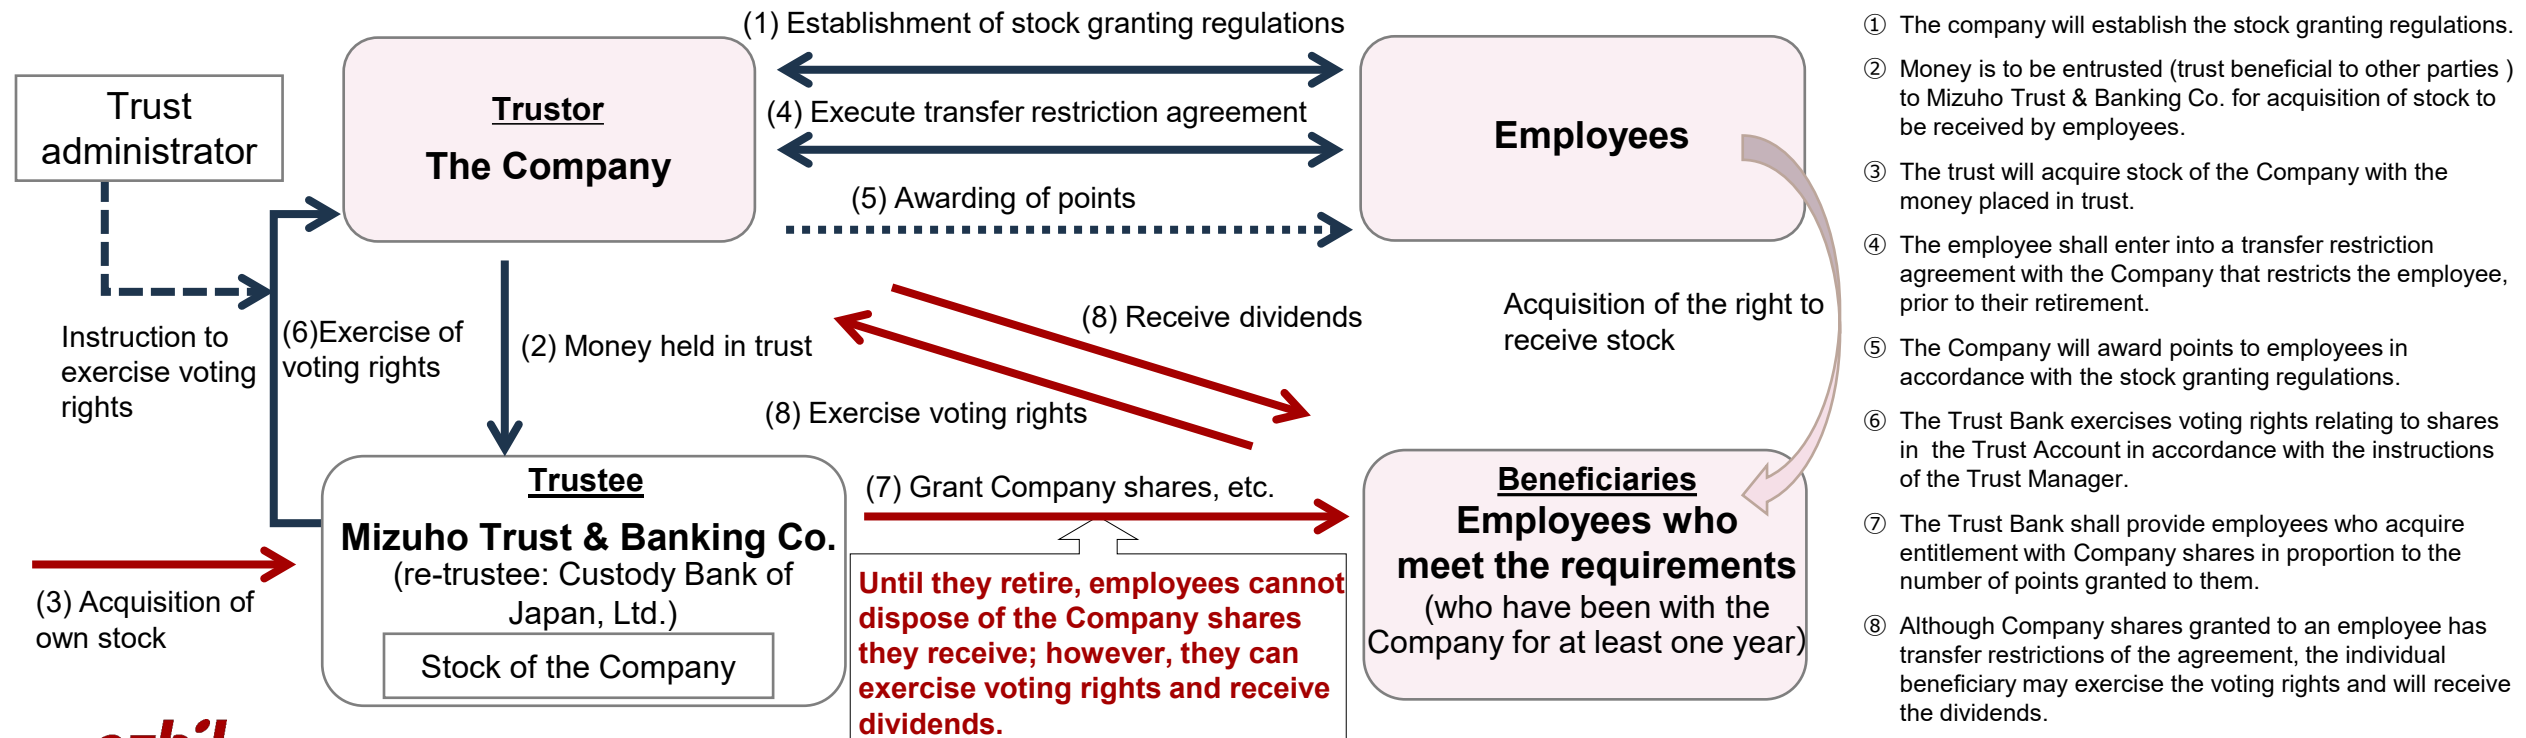 (1) Establishment of stock granting regulations
Trust
administrator
Trustor
The Company
(4) Execute transfer restriction agreement
Employees
(5) Awarding of points
Instruction to
exercise voting
rights
(6)Exercise of
voting rights
(2) Money held in trust
(8) Receive dividends
(8) Exercise voting rights
Acquisition of the right to
receive stock
(3) Acquisition of
own stock
Trustee
Mizuho Trust & Banking Co.
(re-trustee: Custody Bank of
Japan, Ltd.)
Stock of the Company
(7) Grant Company shares, etc.
Until they retire, employees cannot
dispose of the Company shares
they receive; however, they can
exercise voting rights and receive
dividends.
Beneficiaries
Employees who
meet the requirements
(who have been with the
Company for at least one year)
① The company will establish the stock granting regulations.
② Money is to be entrusted (trust beneficial to other parties )
to Mizuho Trust & Banking Co. for acquisition of stock to
be received by employees.
③ The trust will acquire stock of the Company with the
money placed in trust.
④ The employee shall enter into a transfer restriction
agreement with the Company that restricts the employee,
prior to their retirement.
⑤ The Company will award points to employees in
accordance with the stock granting regulations.
⑥ The Trust Bank exercises voting rights relating to shares
in the Trust Account in accordance with the instructions
of the Trust Manager.
⑦ The Trust Bank shall provide employees who acquire
entitlement with Company shares in proportion to the
number of points granted to them.
⑧ Although Company shares granted to an employee has
transfer restrictions of the agreement, the individual
beneficiary may exercise the voting rights and will receive
the dividends.